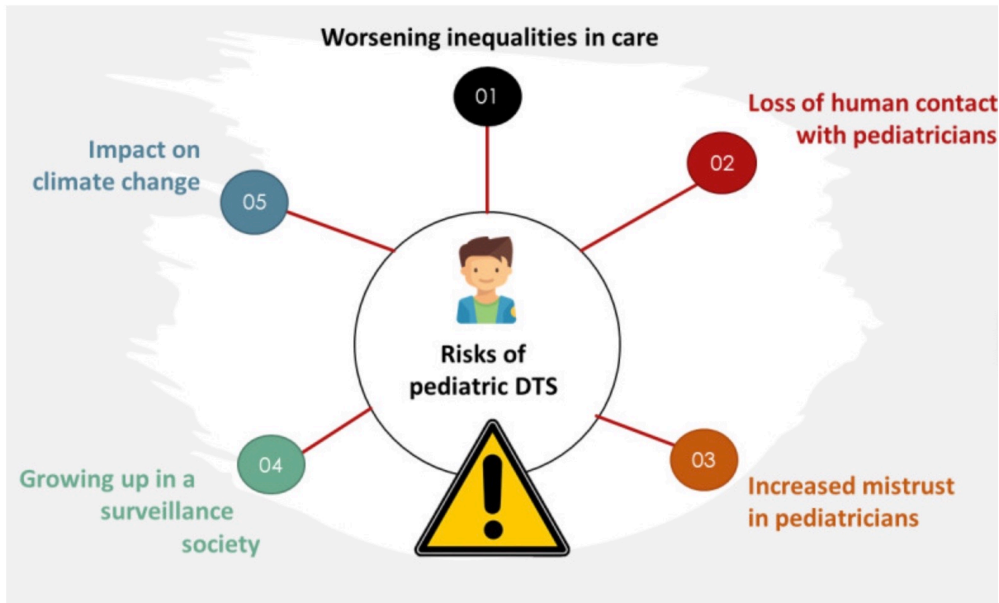 Worsening inequalities in care
01
Loss of human contact
with pediatricians
02
Impact on
climate change
05
Risks of
pediatric DTS
04
Growing up in a
surveillance
society
03
Increased mistrust
in pediatricians